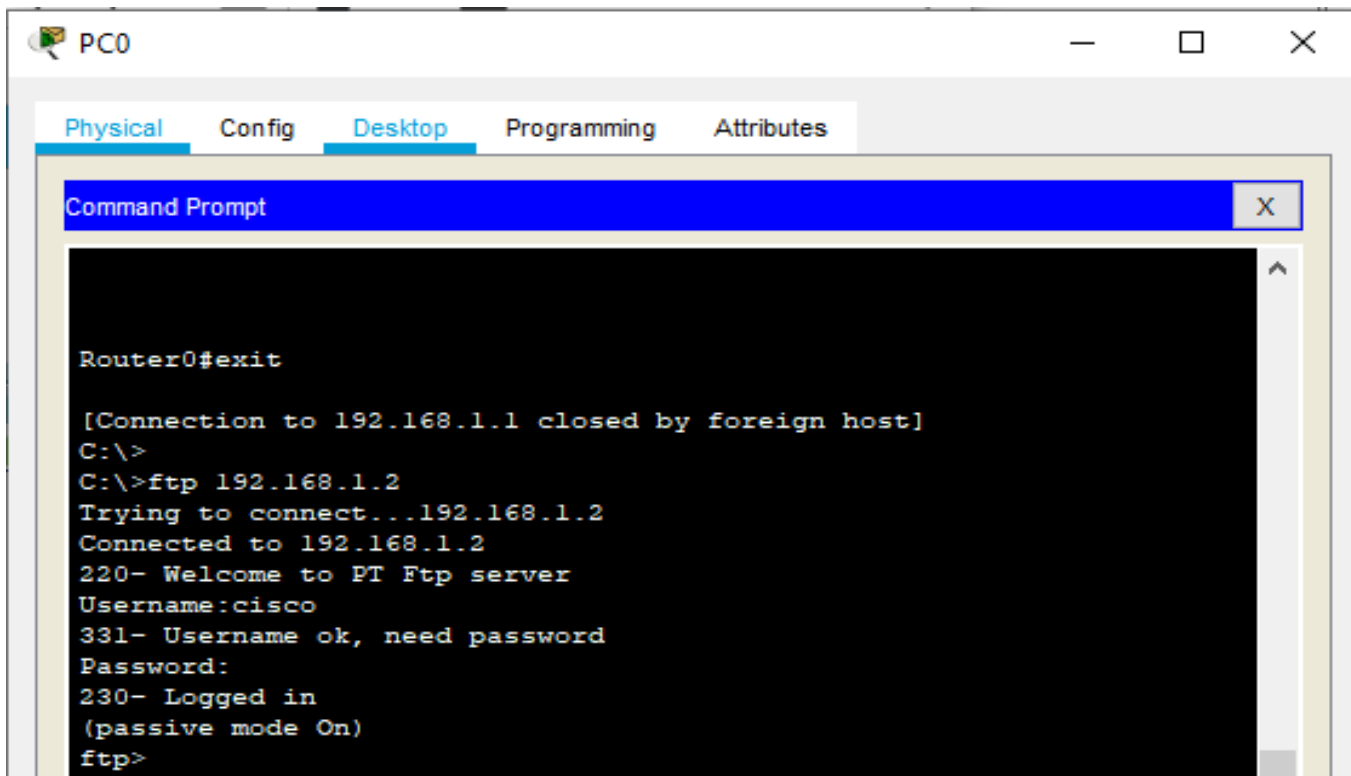 PC0
Physical Config Desktop Programming Attributes
Command Prompt
X
Router0#exit
[Connection to 192.168.1.1 closed by foreign host]
C:\>
C:\>ftp 192.168.1.2
Trying to connect...192.168.1.2
Connected to 192.168.1.2
220- Welcome to PT Ftp server
Username:cisco
331- Username ok, need password
Password:
230- Logged in
(passive mode On)
ftp>